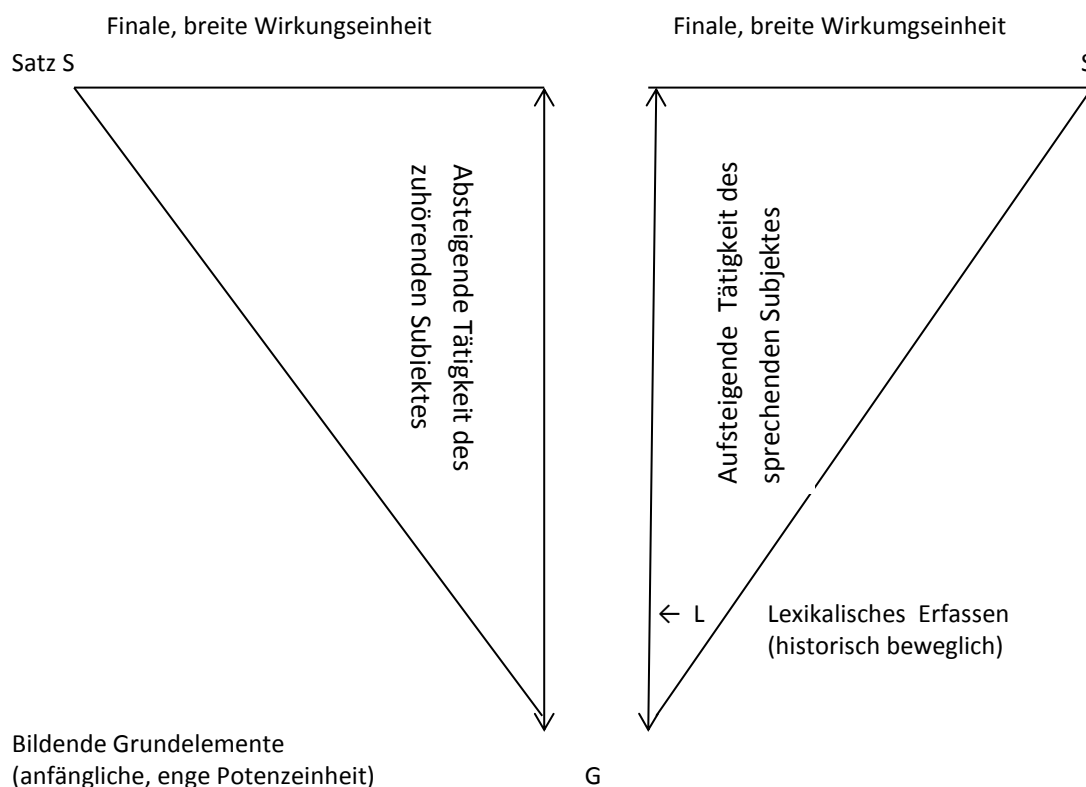 Finale, breite Wirkungseinheit
Finale, breite Wirkumgseinheit
Satz S
S
Absteigende Tätigkeit des
zuhörenden Subjektes
Aufsteigende Tätigkeit des
sprechenden Subjektes
← L
Lexikalisches Erfassen
(historisch beweglich)
Bildende Grundelemente
(anfängliche, enge Potenzeinheit)
G